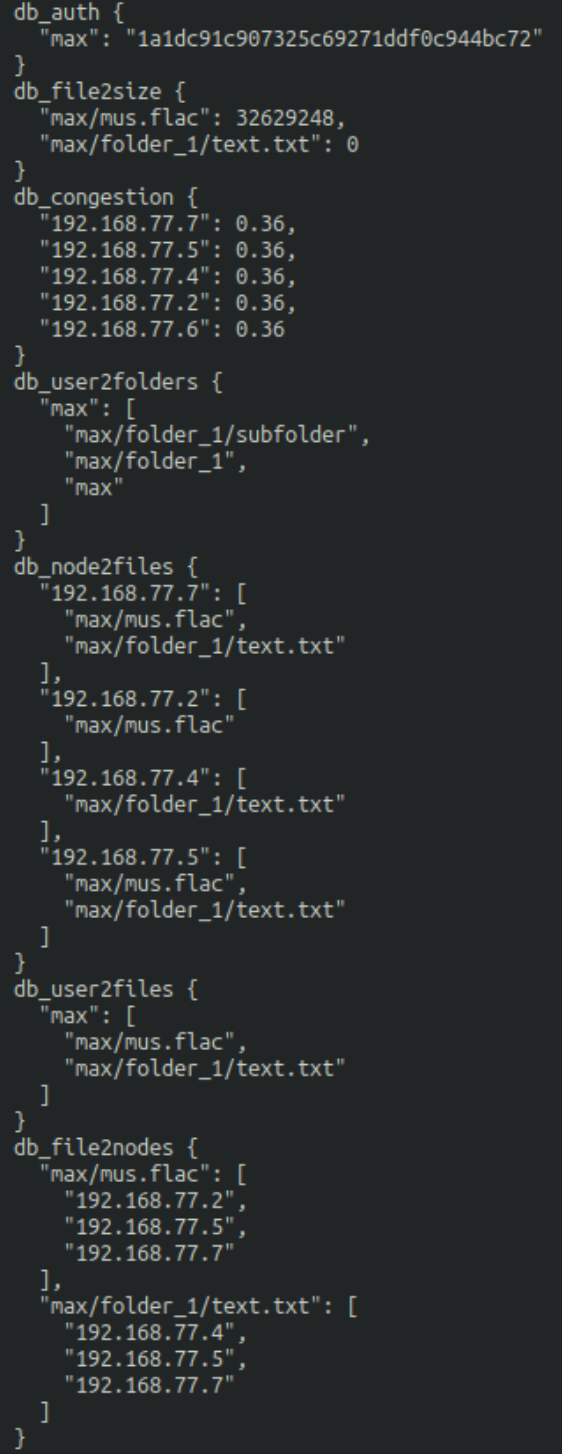 db_auth {
  "max": "1a1dc91c907325c69271ddf0c944bc72"
}
db_file2size {
  "max/mus.flac": 32629248,
  "max/folder_1/text.txt": 0
}
db_congestion {
  "192.168.77.7": 0.36,
  "192.168.77.5": 0.36,
  "192.168.77.4": 0.36,
  "192.168.77.2": 0.36,
  "192.168.77.6": 0.36
}
db_user2folders {
  "max": [
    "max/folder_1/subfolder",
    "max/folder_1",
    "max"
  ]
}
db_node2files {
  "192.168.77.7": [
    "max/mus.flac",
    "max/folder_1/text.txt"
  ],
  "192.168.77.2": [
    "max/mus.flac"
  ],
  "192.168.77.4": [
    "max/folder_1/text.txt"
  ],
  "192.168.77.5": [
    "max/mus.flac",
    "max/folder_1/text.txt"
  ]
}
db_user2files {
  "max": [
    "max/mus.flac",
    "max/folder_1/text.txt"
  ]
}
db_file2nodes {
  "max/mus.flac": [
    "192.168.77.2",
    "192.168.77.5",
    "192.168.77.7"
  ],
  "max/folder_1/text.txt": [
    "192.168.77.4",
    "192.168.77.5",
    "192.168.77.7"
  ]
}